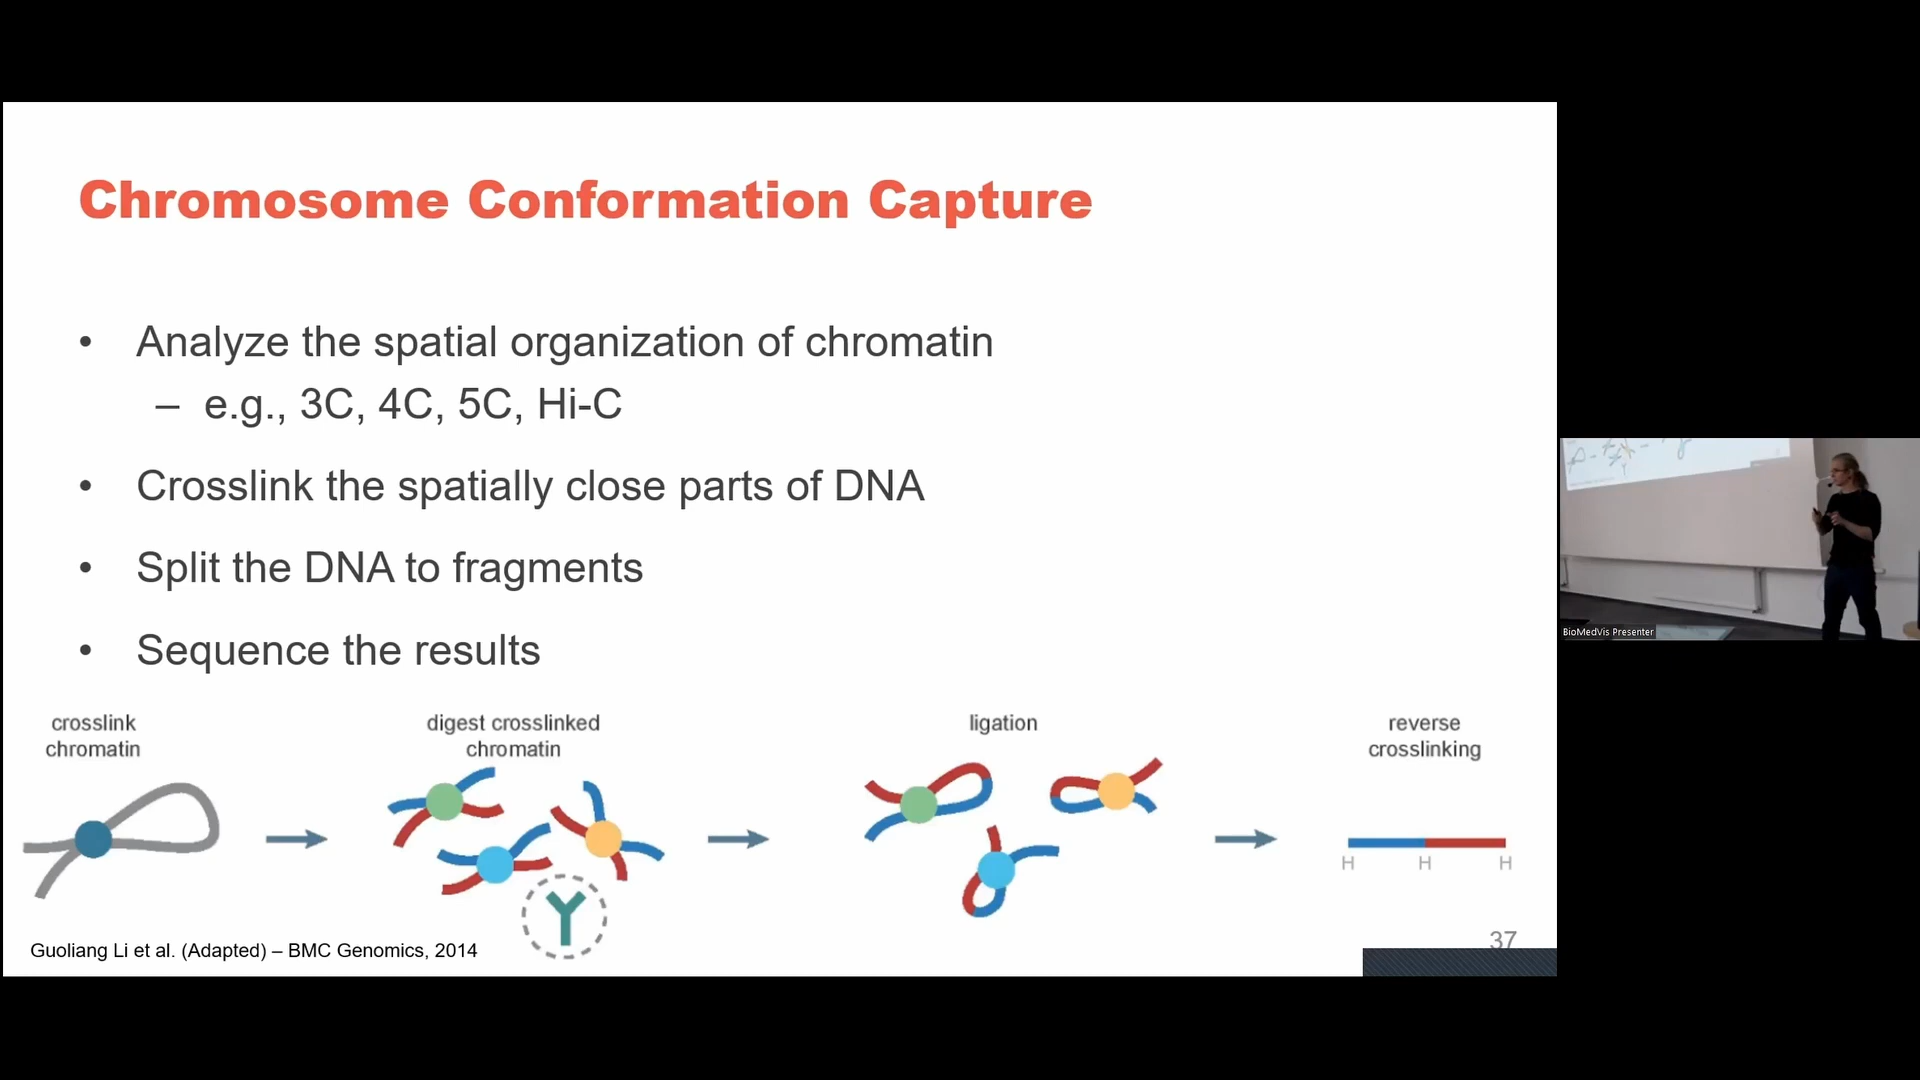 Chromosome Conformation Capture
• Analyze the spatial organization of chromatin
– e.g., 3C, 4C, 5C, Hi-C
• Crosslink the spatially close parts of DNA
• Split the DNA to fragments
• Sequence the results
crosslink
chromatin
digest crosslinked
chromatin
ligation
reverse
crosslinking
H H H
Guoliang Li et al. (Adapted) – BMC Genomics, 2014
37
BioMedVis Presenter